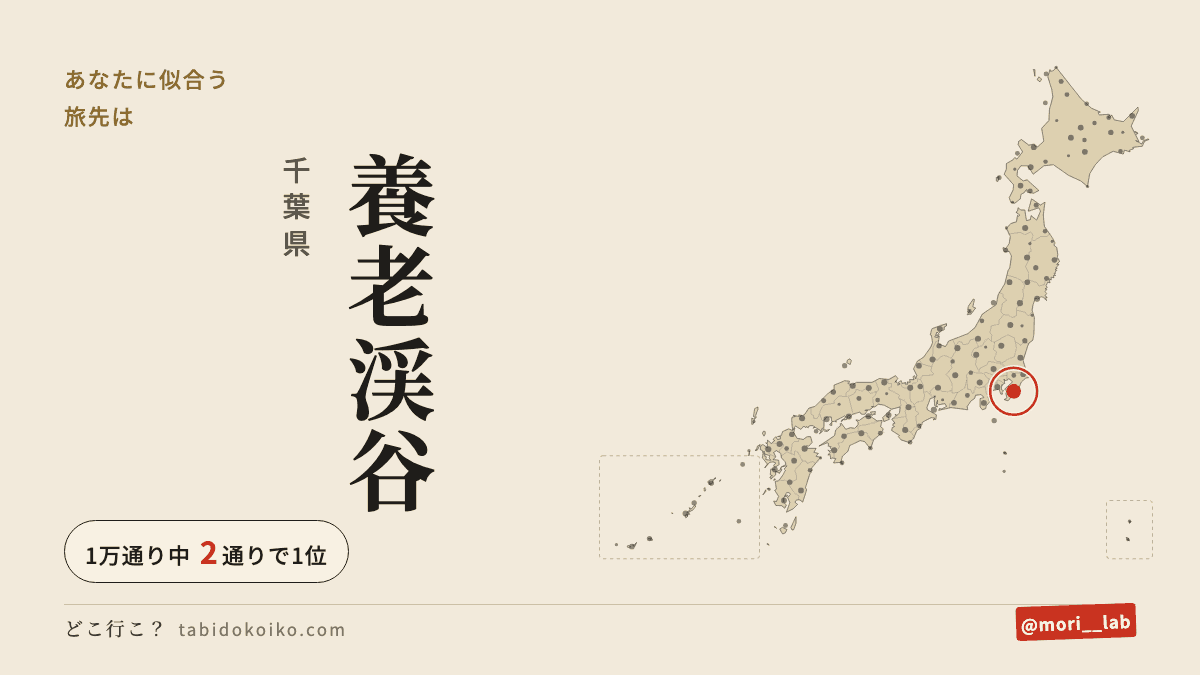 あなたに似合う
旅先は
養老渓谷
千葉県
1万通り中 2通りで1位
どこ行こ？ tabidokoiko.com
@mori__lab